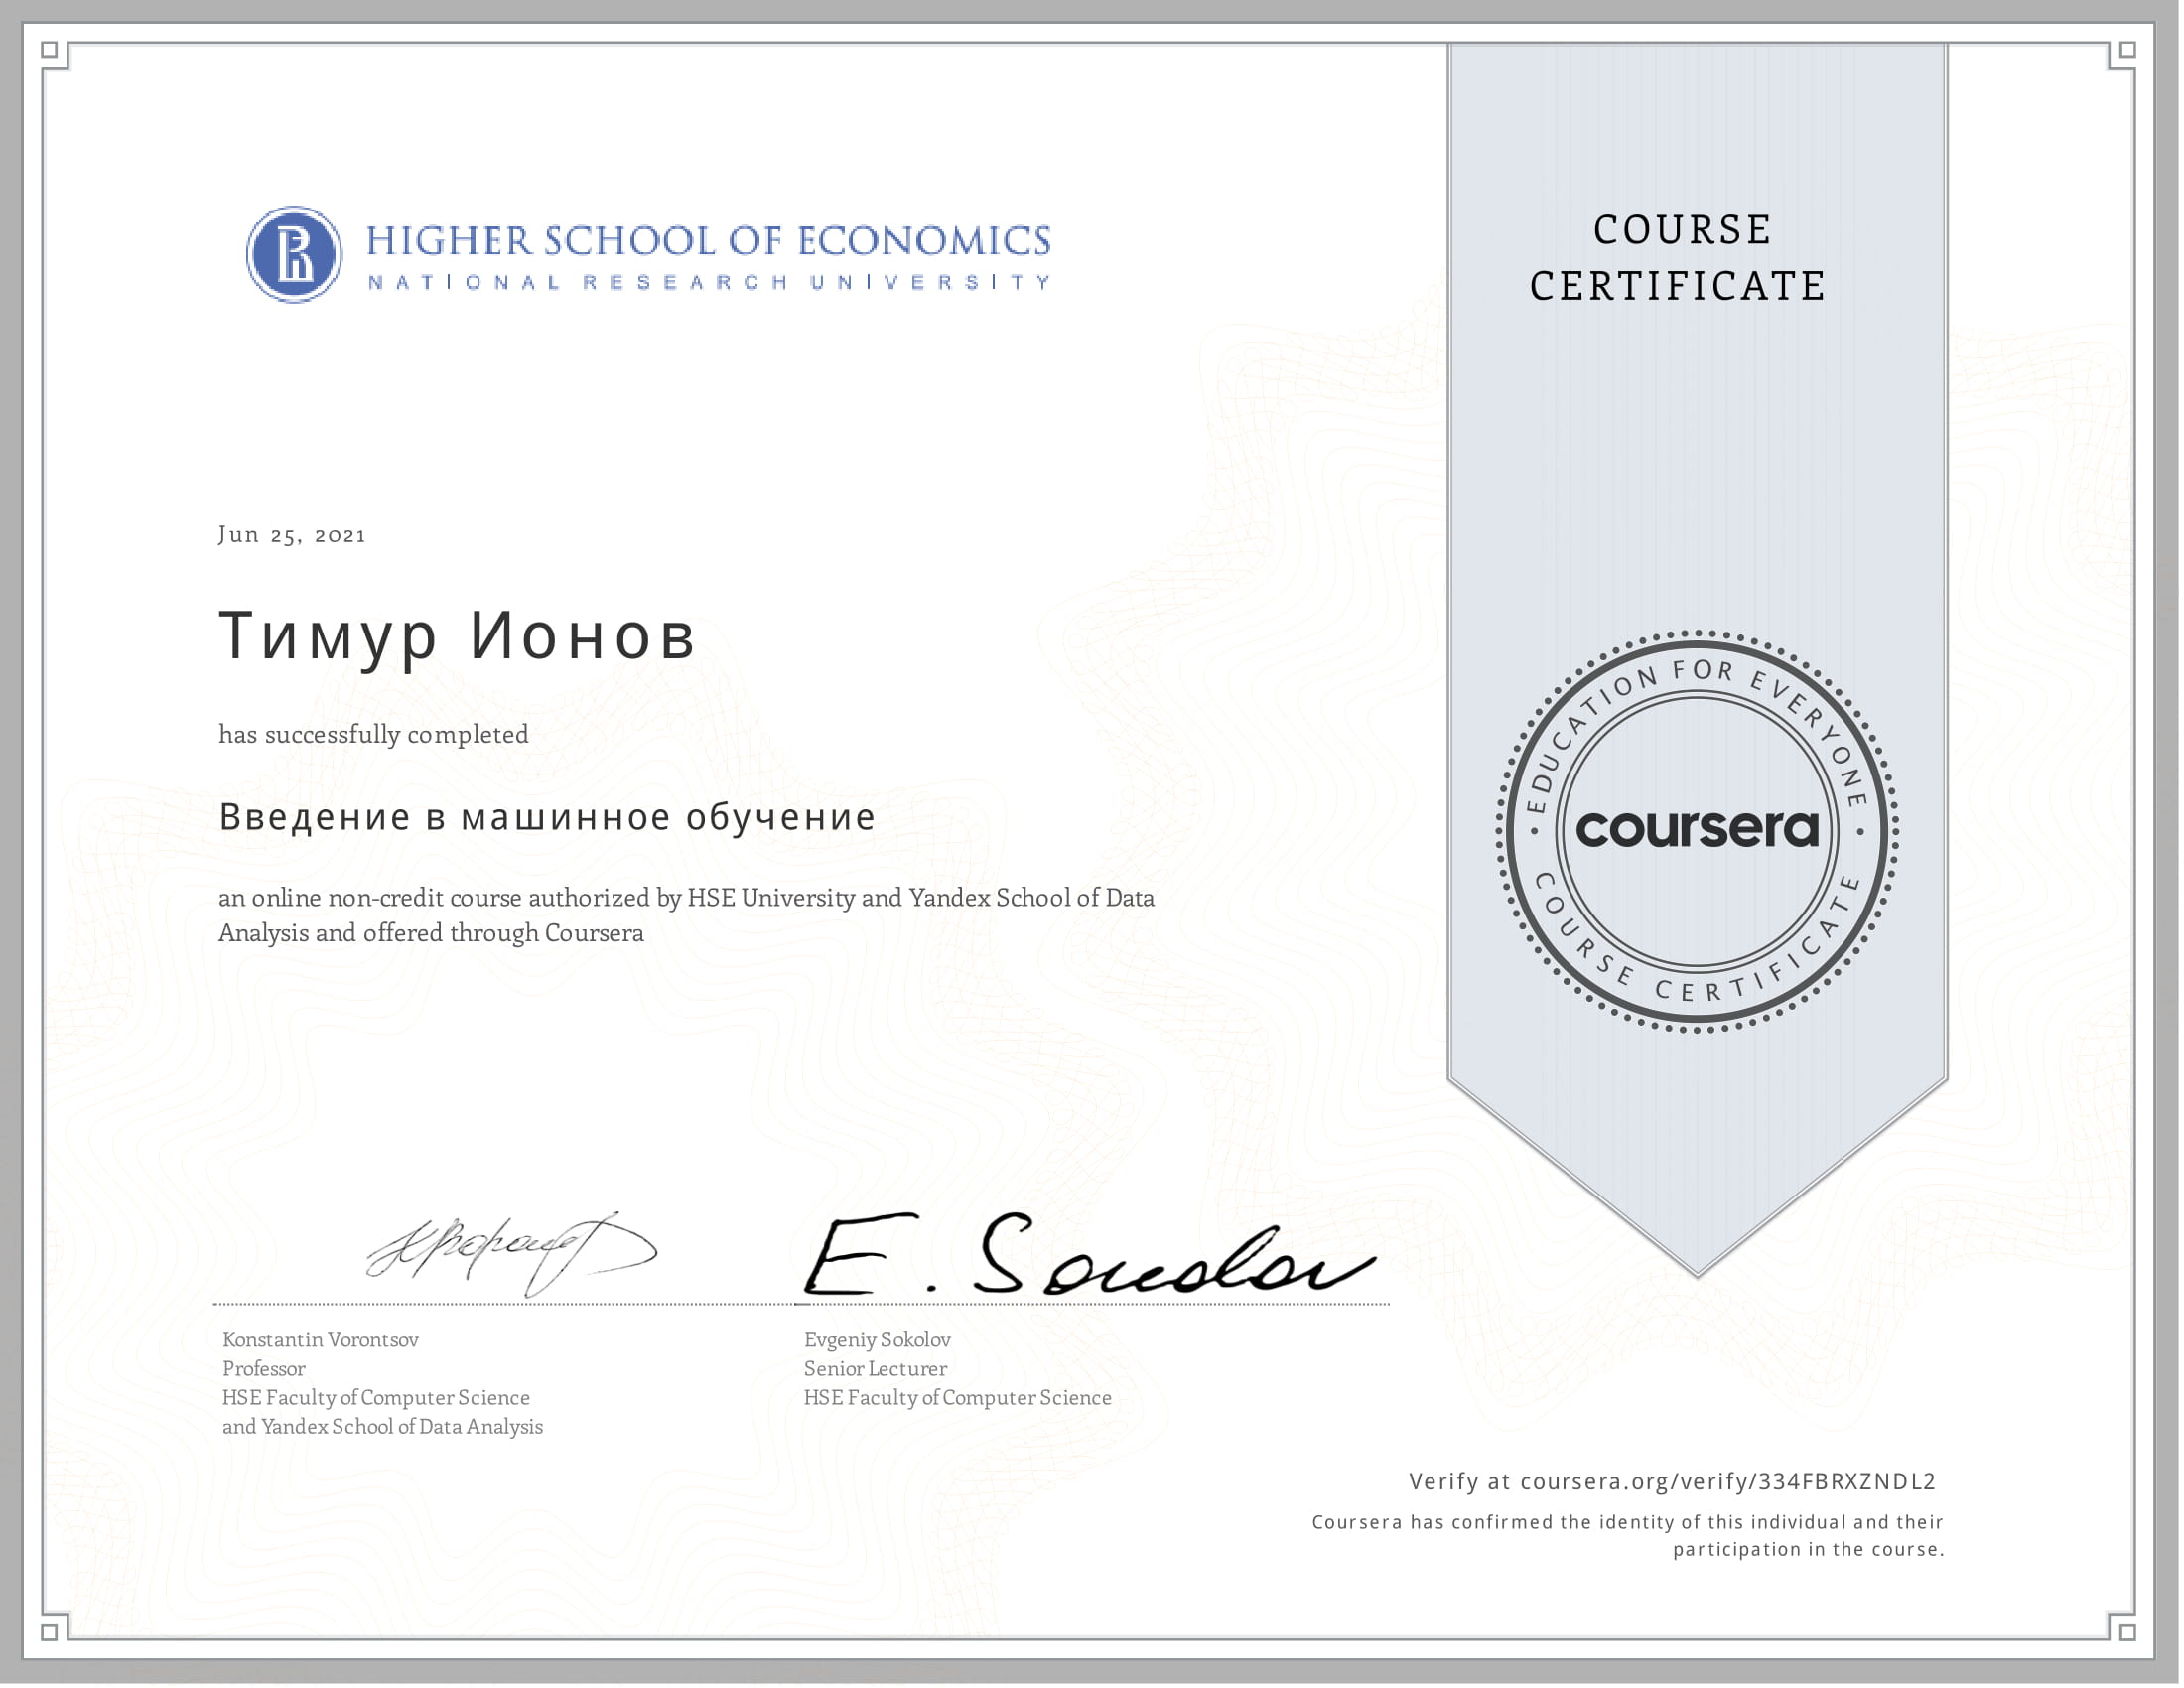 HIGHER SCHOOL OF ECONOMICS
NATIONAL RESEARCH UNIVERSITY
COURSE
CERTIFICATE
Jun 25, 2021
Тимур Ионов
has successfully completed
Введение в машинное обучение
an online non-credit course authorized by HSE University and Yandex School of Data
Analysis and offered through Coursera
EDUCATION FOR EVERYONE
coursera
COURSE CERTIFICATE
E. Sokolov
Konstantin Vorontsov
Professor
HSE Faculty of Computer Science
and Yandex School of Data Analysis
Evgeniy Sokolov
Senior Lecturer
HSE Faculty of Computer Science
Verify at coursera.org/verify/334FBRXZNDL2
Coursera has confirmed the identity of this individual and their
participation in the course.